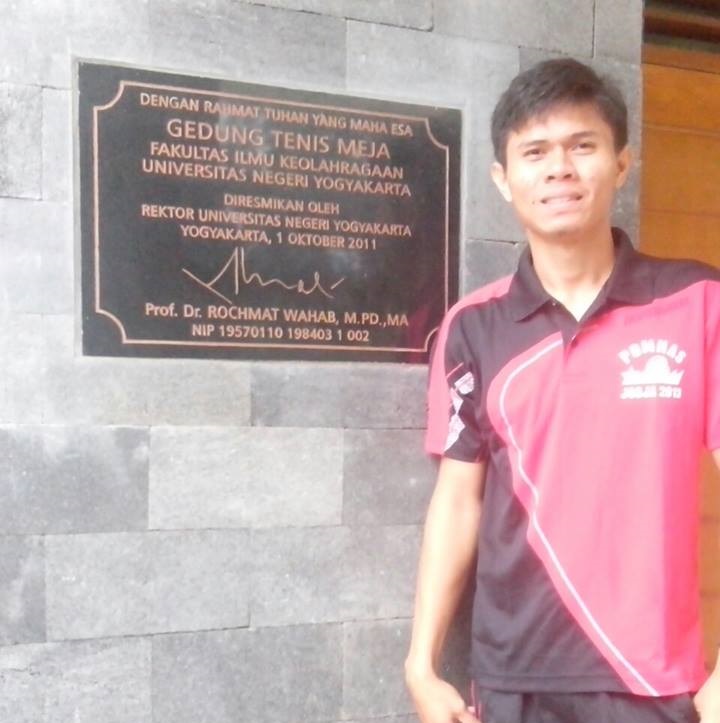 DENGAN RAHMAT TUHAN YANG MAHA ESA
GEDUNG TENIS MEJA
FAKULTAS ILMU KEOLAHRAGAAN
UNIVERSITAS NEGERI YOGYAKARTA
DIRESMIKAN OLEH
REKTOR UNIVERSITAS NEGERI YOGYAKARTA
YOGYAKARTA, 1 OKTOBER 2011
Prof. Dr. ROCHMAT WAHAB, M.PD.,MA
NIP 19570110 198403 1 002
POMNAS
JOGJA 2013